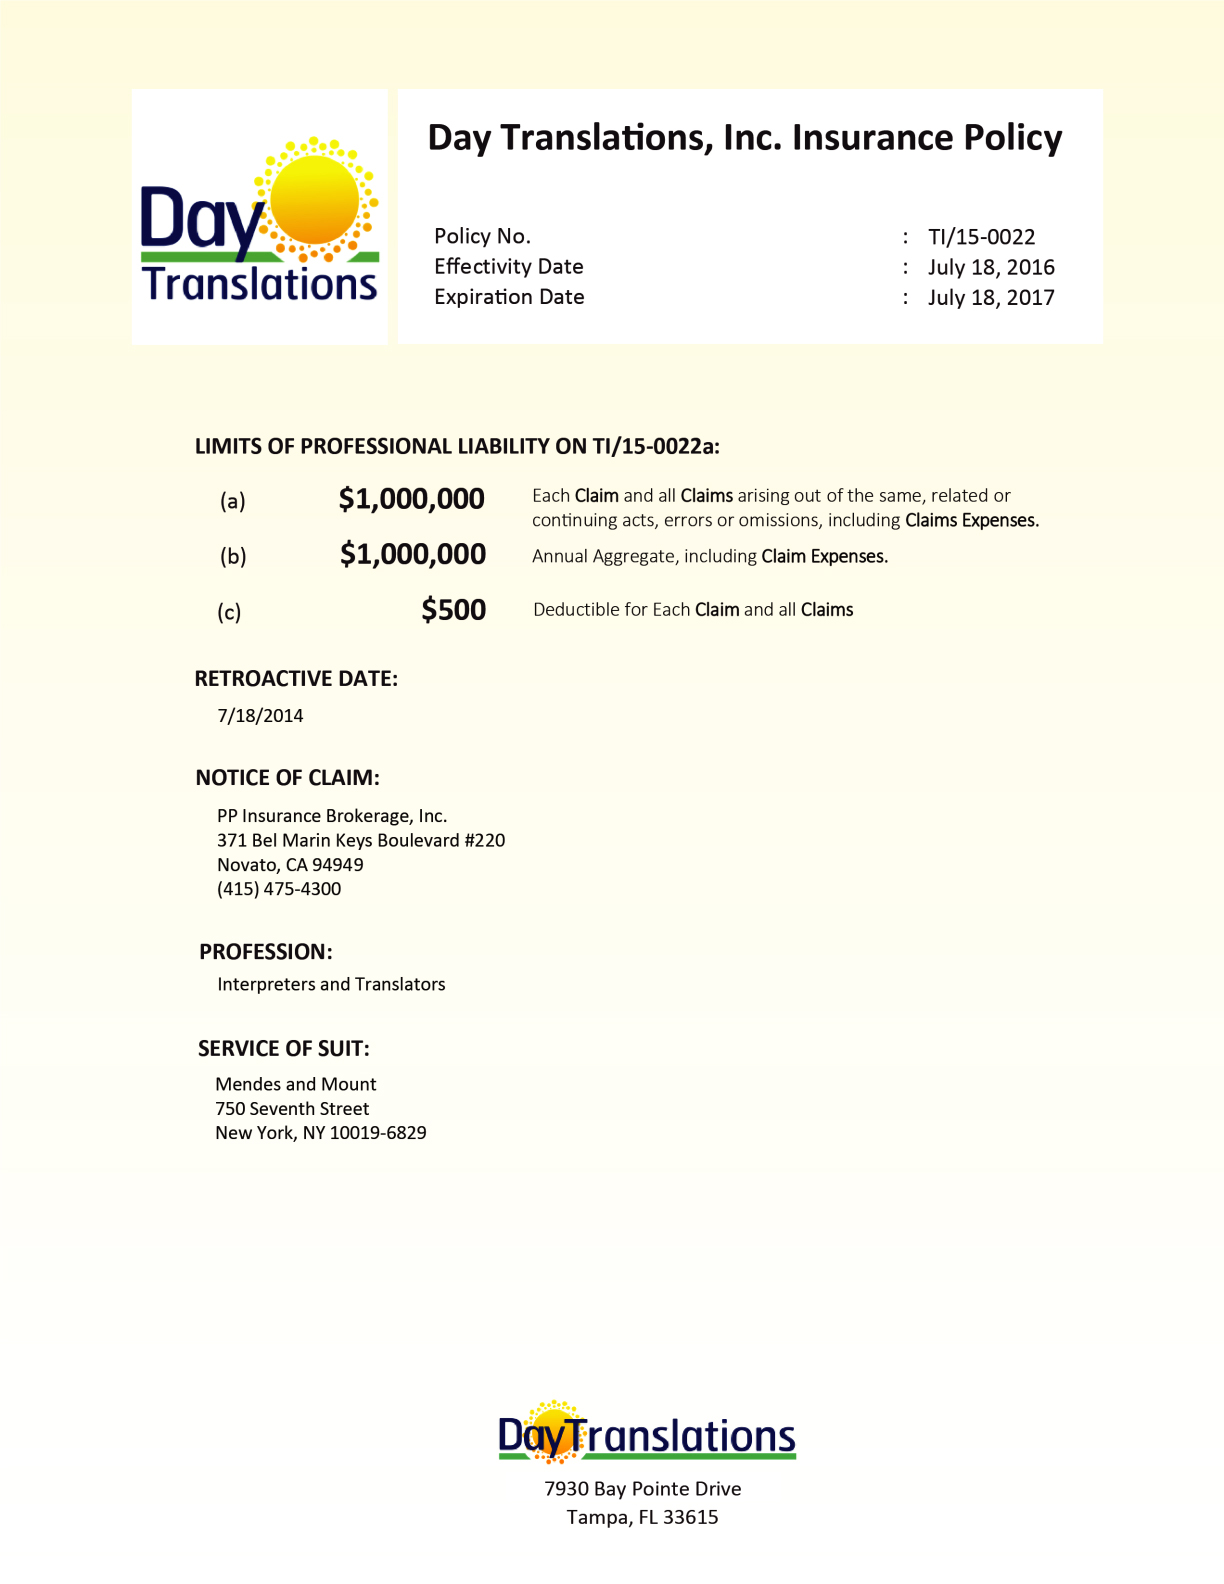 Day
Translations
Day Translations, Inc. Insurance Policy
Policy No. : TI/15-0022
Effectivity Date : July 18, 2016
Expiration Date : July 18, 2017
LIMITS OF PROFESSIONAL LIABILITY ON TI/15-0022a:
(a) $1,000,000 Each Claim and all Claims arising out of the same, related or
continuing acts, errors or omissions, including Claims Expenses.
(b) $1,000,000 Annual Aggregate, including Claim Expenses.
(c) $500 Deductible for Each Claim and all Claims
RETROACTIVE DATE:
7/18/2014
NOTICE OF CLAIM:
PP Insurance Brokerage, Inc.
371 Bel Marin Keys Boulevard #220
Novato, CA 94949
(415) 475-4300
PROFESSION:
Interpreters and Translators
SERVICE OF SUIT:
Mendes and Mount
750 Seventh Street
New York, NY 10019-6829
DayTranslations
7930 Bay Pointe Drive
Tampa, FL 33615